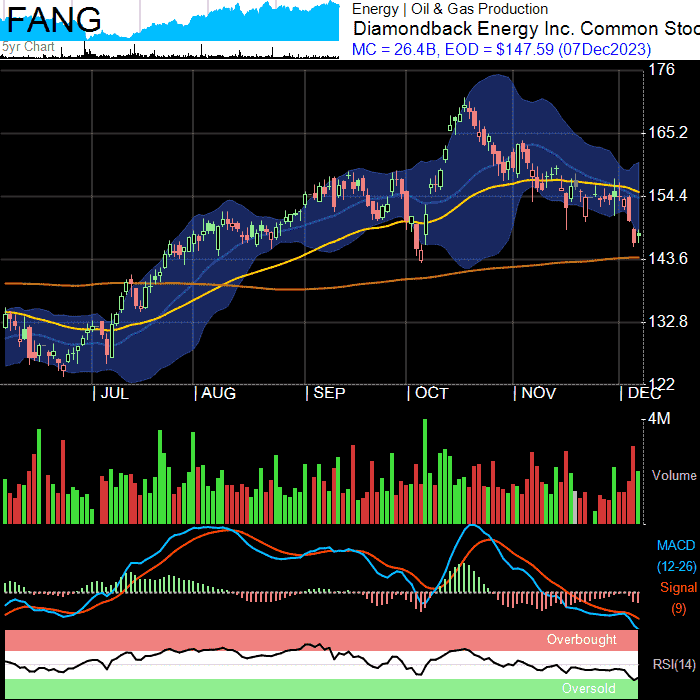 FANG
5yr Chart
Energy | Oil & Gas Production
Diamondback Energy Inc. Common Stoc
MC = 26.4B, EOD = $147.59 (07Dec2023)
176
165.2
154.4
143.6
132.8
122
| JUL | AUG | SEP | OCT | NOV | DEC
4M
Volume
MACD
(12-26)
Signal
(9)
Overbought
RSI(14)
Oversold